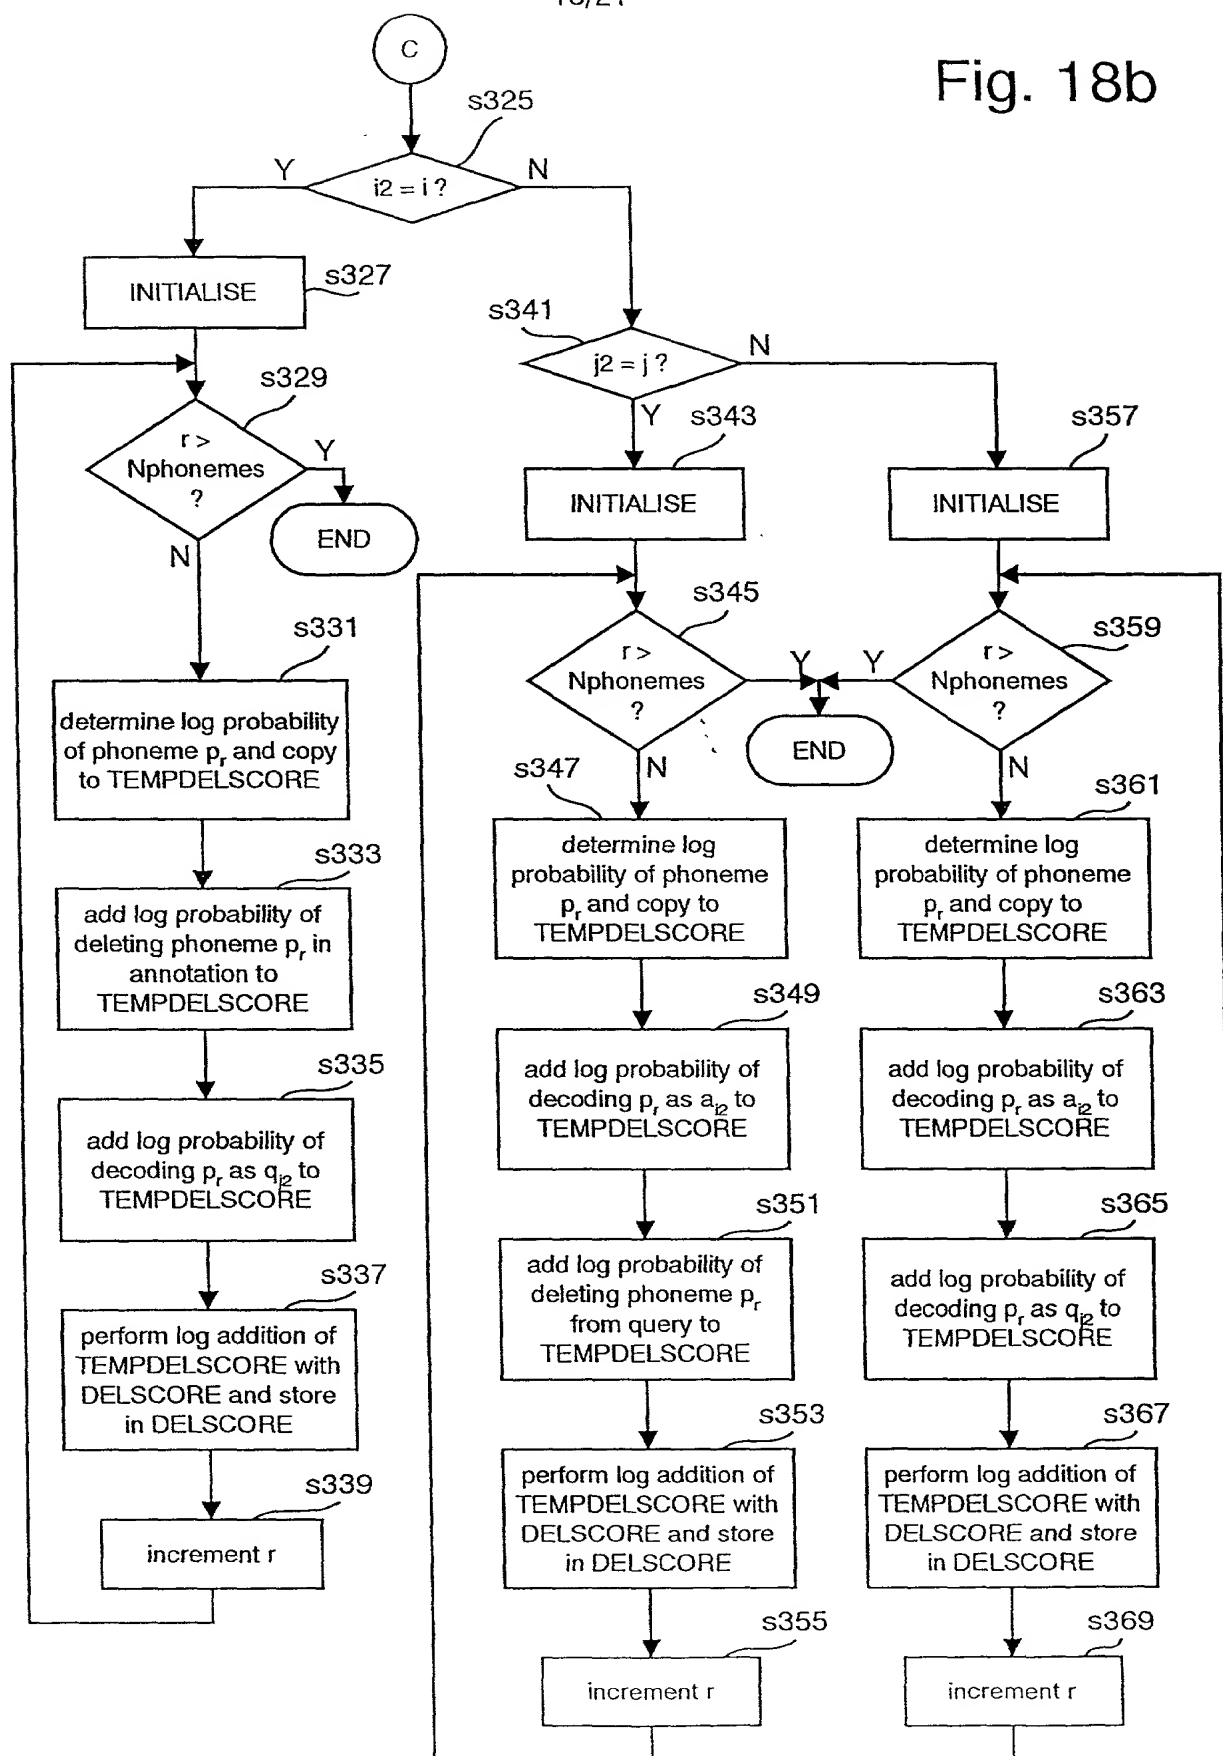 Fig. 18b
C
s325
Y
i2 = i ?
N
INITIALISE
s327
s341
j2 = j ?
N
Y
s329
r >
Nphonemes
?
Y
N
END
s343
INITIALISE
s357
INITIALISE
s331
determine log probability
of phoneme pr and copy
to TEMPDELSCORE
s333
add log probability of
deleting phoneme pr in
annotation to
TEMPDELSCORE
s335
add log probability of
decoding pr as qj2 to
TEMPDELSCORE
s337
perform log addition of
TEMPDELSCORE with
DELSCORE and store
in DELSCORE
s339
increment r
s345
r >
Nphonemes
?
Y
N
END
s347
determine log
probability of phoneme
pr and copy to
TEMPDELSCORE
s349
add log probability of
decoding pr as ai2 to
TEMPDELSCORE
s351
add log probability of
deleting phoneme pr
from query to
TEMPDELSCORE
s353
perform log addition of
TEMPDELSCORE with
DELSCORE and store
in DELSCORE
s355
increment r
s359
Y
r >
Nphonemes
?
N
s361
determine log
probability of phoneme
pr and copy to
TEMPDELSCORE
s363
add log probability of
decoding pr as ai2 to
TEMPDELSCORE
s365
add log probability of
decoding pr as qj2 to
TEMPDELSCORE
s367
perform log addition of
TEMPDELSCORE with
DELSCORE and store
in DELSCORE
s369
increment r